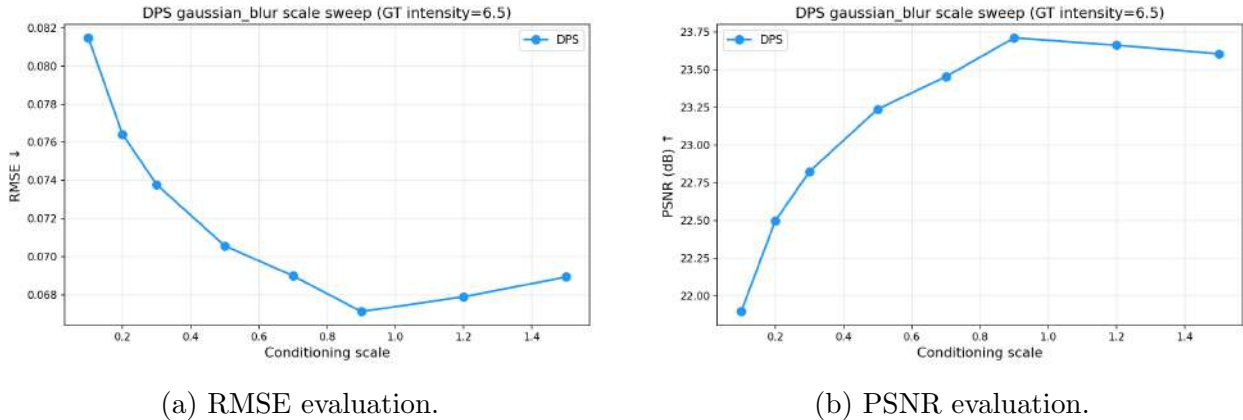 DPS gaussian_blur scale sweep (GT intensity=6.5)
DPS
0.082
0.080
0.078
0.076
0.074
0.072
0.070
0.068
RMSE ↓
0.2 0.4 0.6 0.8 1.0 1.2 1.4
Conditioning scale
(a) RMSE evaluation.
DPS gaussian_blur scale sweep (GT intensity=6.5)
DPS
23.75
23.50
23.25
23.00
22.75
22.50
22.25
22.00
PSNR (dB) ↑
0.2 0.4 0.6 0.8 1.0 1.2 1.4
Conditioning scale
(b) PSNR evaluation.